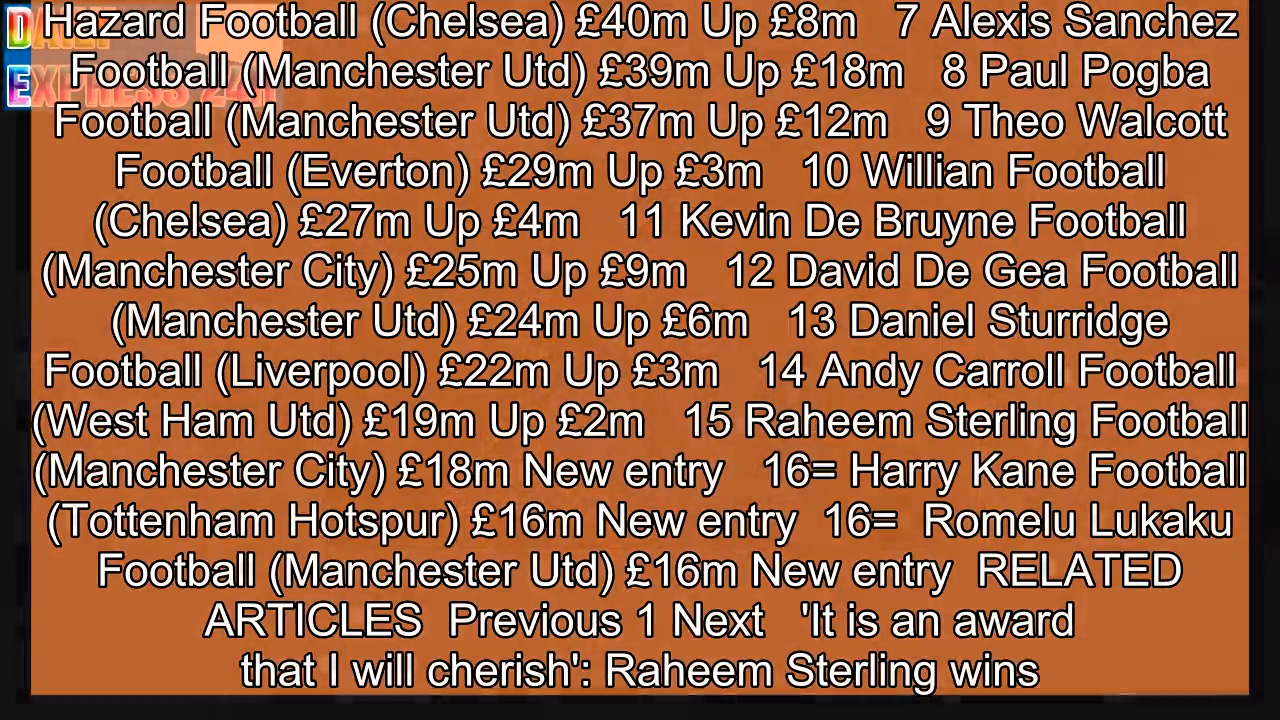 DAILY
EXPRESS 24H
Hazard Football (Chelsea) £40m Up £8m 7 Alexis Sanchez
Football (Manchester Utd) £39m Up £18m 8 Paul Pogba
Football (Manchester Utd) £37m Up £12m 9 Theo Walcott
Football (Everton) £29m Up £3m 10 Willian Football
(Chelsea) £27m Up £4m 11 Kevin De Bruyne Football
(Manchester City) £25m Up £9m 12 David De Gea Football
(Manchester Utd) £24m Up £6m 13 Daniel Sturridge
Football (Liverpool) £22m Up £3m 14 Andy Carroll Football
(West Ham Utd) £19m Up £2m 15 Raheem Sterling Football
(Manchester City) £18m New entry 16= Harry Kane Football
(Tottenham Hotspur) £16m New entry 16= Romelu Lukaku
Football (Manchester Utd) £16m New entry RELATED
ARTICLES Previous 1 Next 'It is an award
that I will cherish': Raheem Sterling wins